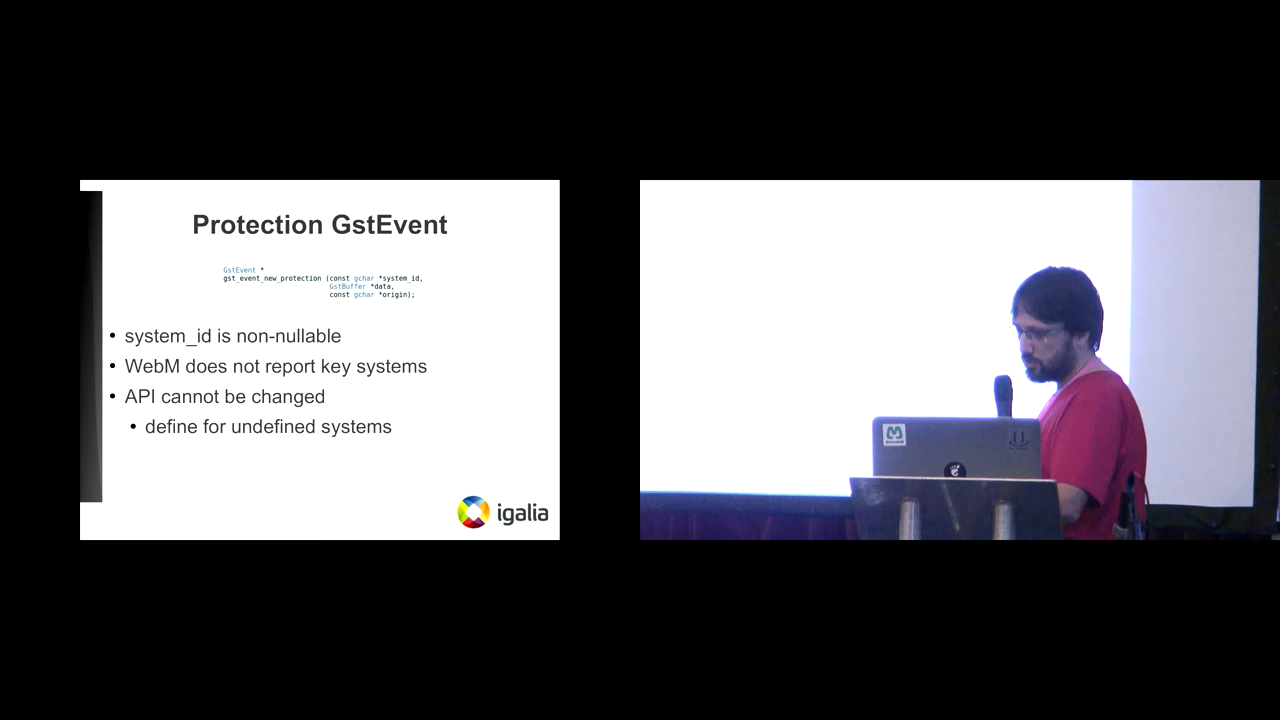 Protection GstEvent
GstEvent *
gst_event_new_protection (const gchar *system_id,
GstBuffer *data,
const gchar *origin);
• system_id is non-nullable
• WebM does not report key systems
• API cannot be changed
• define for undefined systems
igalia